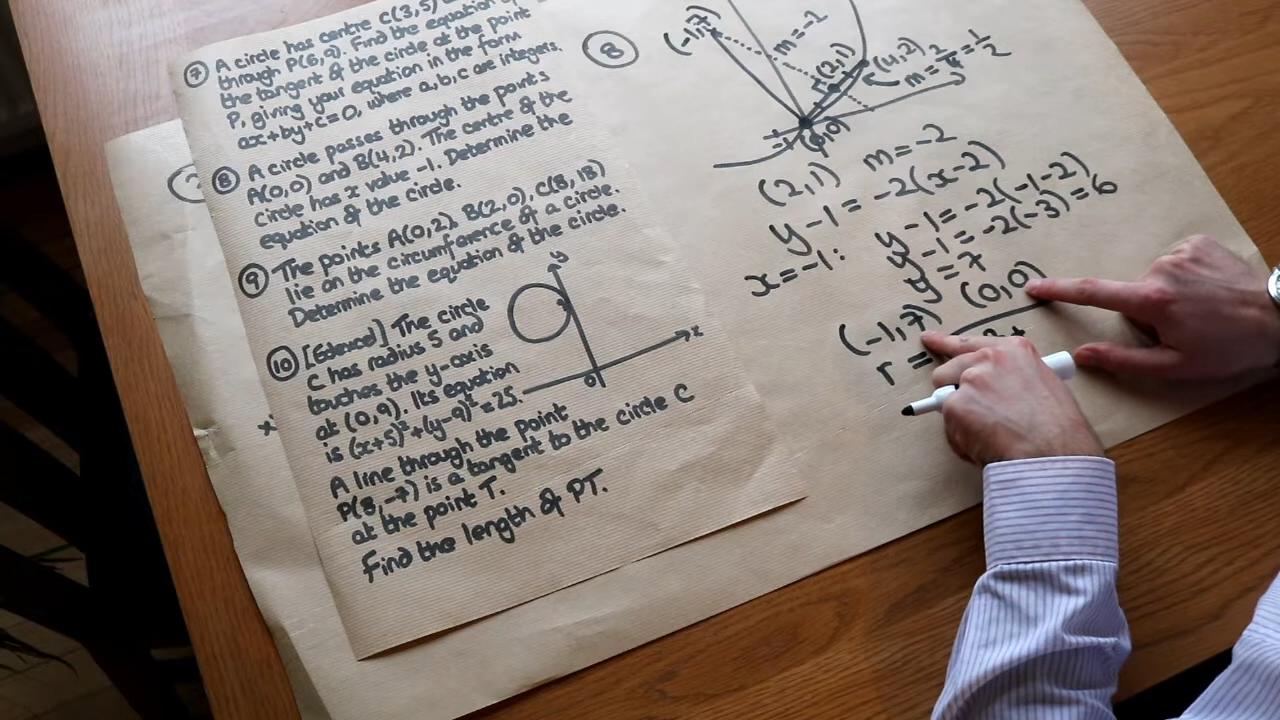 7 A circle has centre C(3,5)
through P(6,9). Find the equation of
the tangent of the circle at the point
P, giving your equation in the form
ax+by+c=0, where a,b,c are integers.
8 A circle passes through the points
A(0,0) and B(4,2). The centre of the
circle has x value -1. Determine the
equation of the circle.
9 The points A(0,2), B(2,0), C(8,18)
lie on the circumference of a circle.
Determine the equation of the circle.
10 [Edexcel] The circle
C has radius 5 and
touches the y-axis
at (0,9). Its equation
is (x+5)²+(y-9)²=25.
A line through the point
P(8,-7) is a tangent to the circle C
at the point T.
Find the length of PT.
y
x
0
x
8
(-1,7)
m=-2
(2,1)
(4,2)
m=2/4=1/2
-1
(0,0)
(2,1) m=-2
y-1=-2(x-2)
x=-1: y-1=-2(-1-2)
y-1=-2(-3)=6
y=7
(-1,7) (0,0)
r=